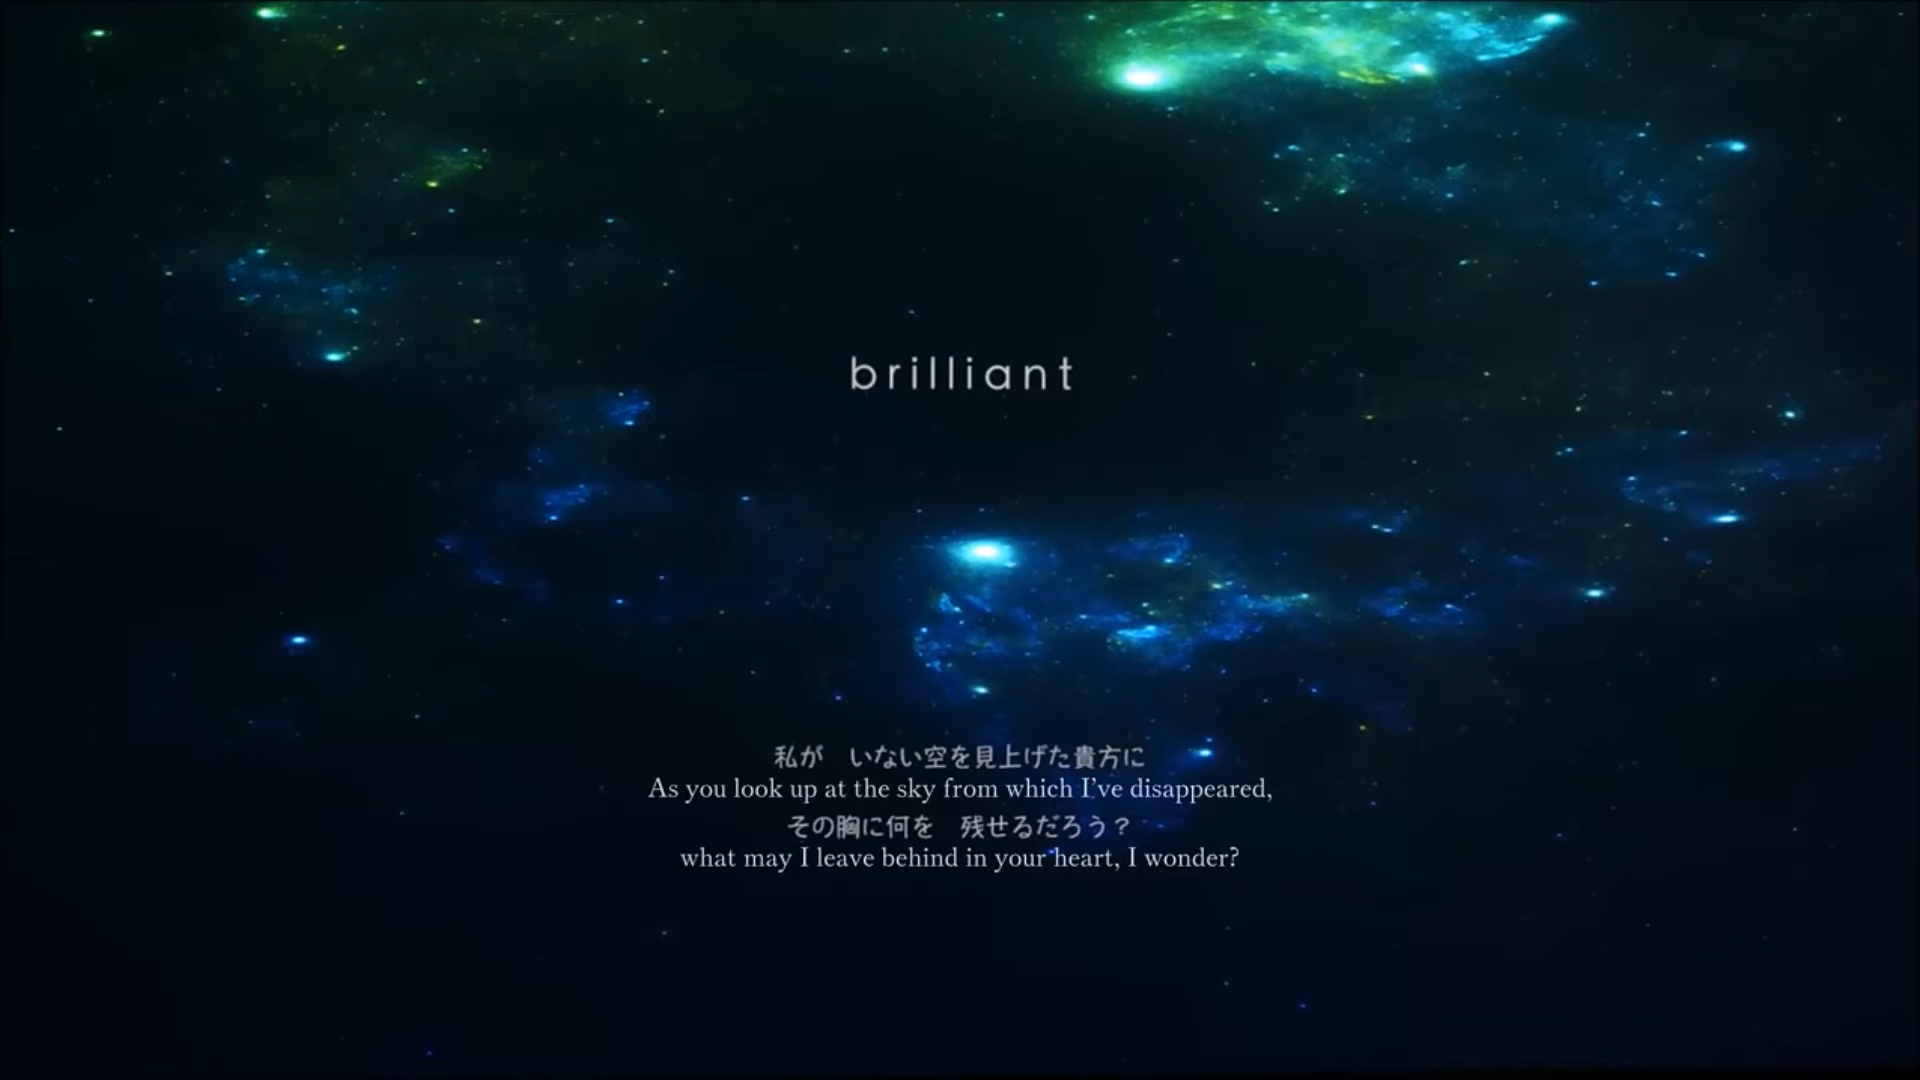 brilliant
私が　いない空を見上げた貴方に
As you look up at the sky from which I've disappeared,
その胸に何を　残せるだろう？
what may I leave behind in your heart, I wonder?